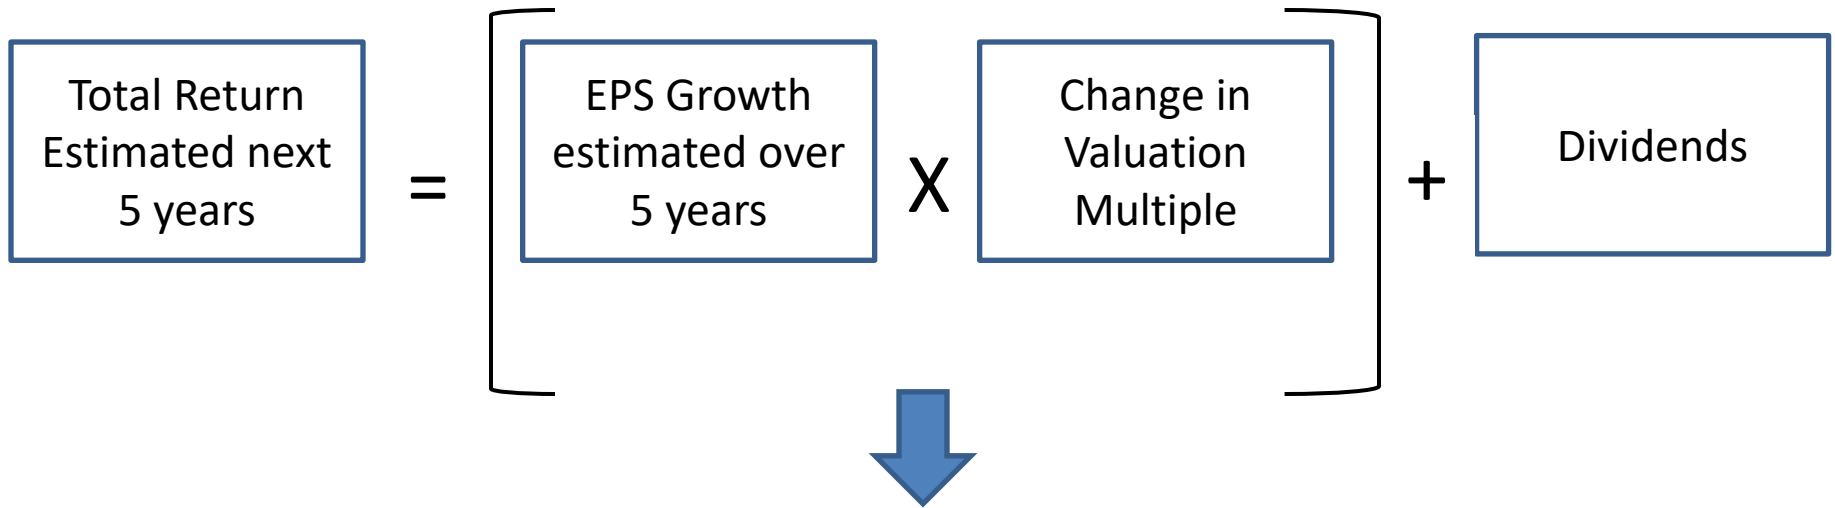 Total Return
Estimated next
5 years
=
EPS Growth
estimated over
5 years
X
Change in
Valuation
Multiple
+
Dividends